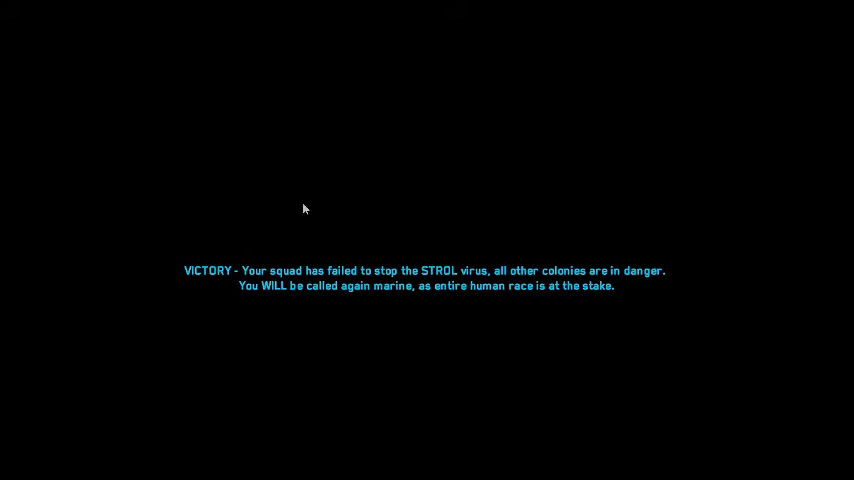 VICTORY - Your squad has failed to stop the STROL virus, all other colonies are in danger.
You WILL be called again marine, as entire human race is at the stake.